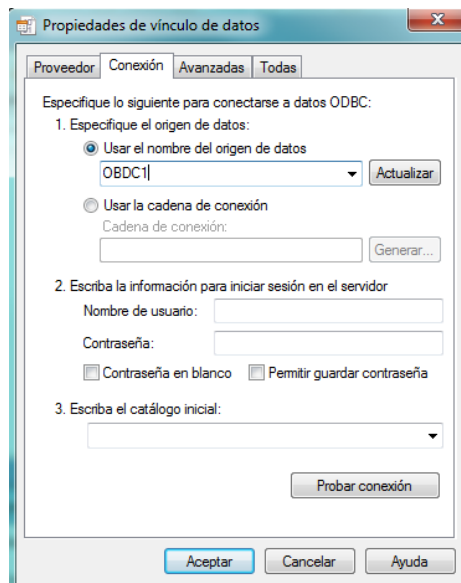 Propiedades de vínculo de datos
Proveedor Conexión Avanzadas Todas
Especifique lo siguiente para conectarse a datos ODBC:
1. Especifique el origen de datos:
Usar el nombre del origen de datos
OBDC1 Actualizar
Usar la cadena de conexión
Cadena de conexión:
Generar...
2. Escriba la información para iniciar sesión en el servidor
Nombre de usuario:
Contraseña:
Contraseña en blanco Permitir guardar contraseña
3. Escriba el catálogo inicial:
Probar conexión
Aceptar Cancelar Ayuda